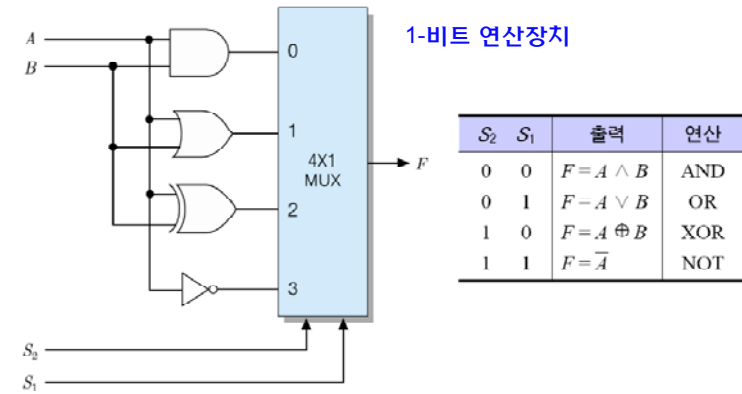 1-비트 연산장치
A
B
0
1
2
3
4X1
MUX
F
S₂
S₁
S₂ S₁ 출력 연산
0 0 F = A ∧ B AND
0 1 F = A ∨ B OR
1 0 F = A ⊕ B XOR
1 1 F = A̅ NOT